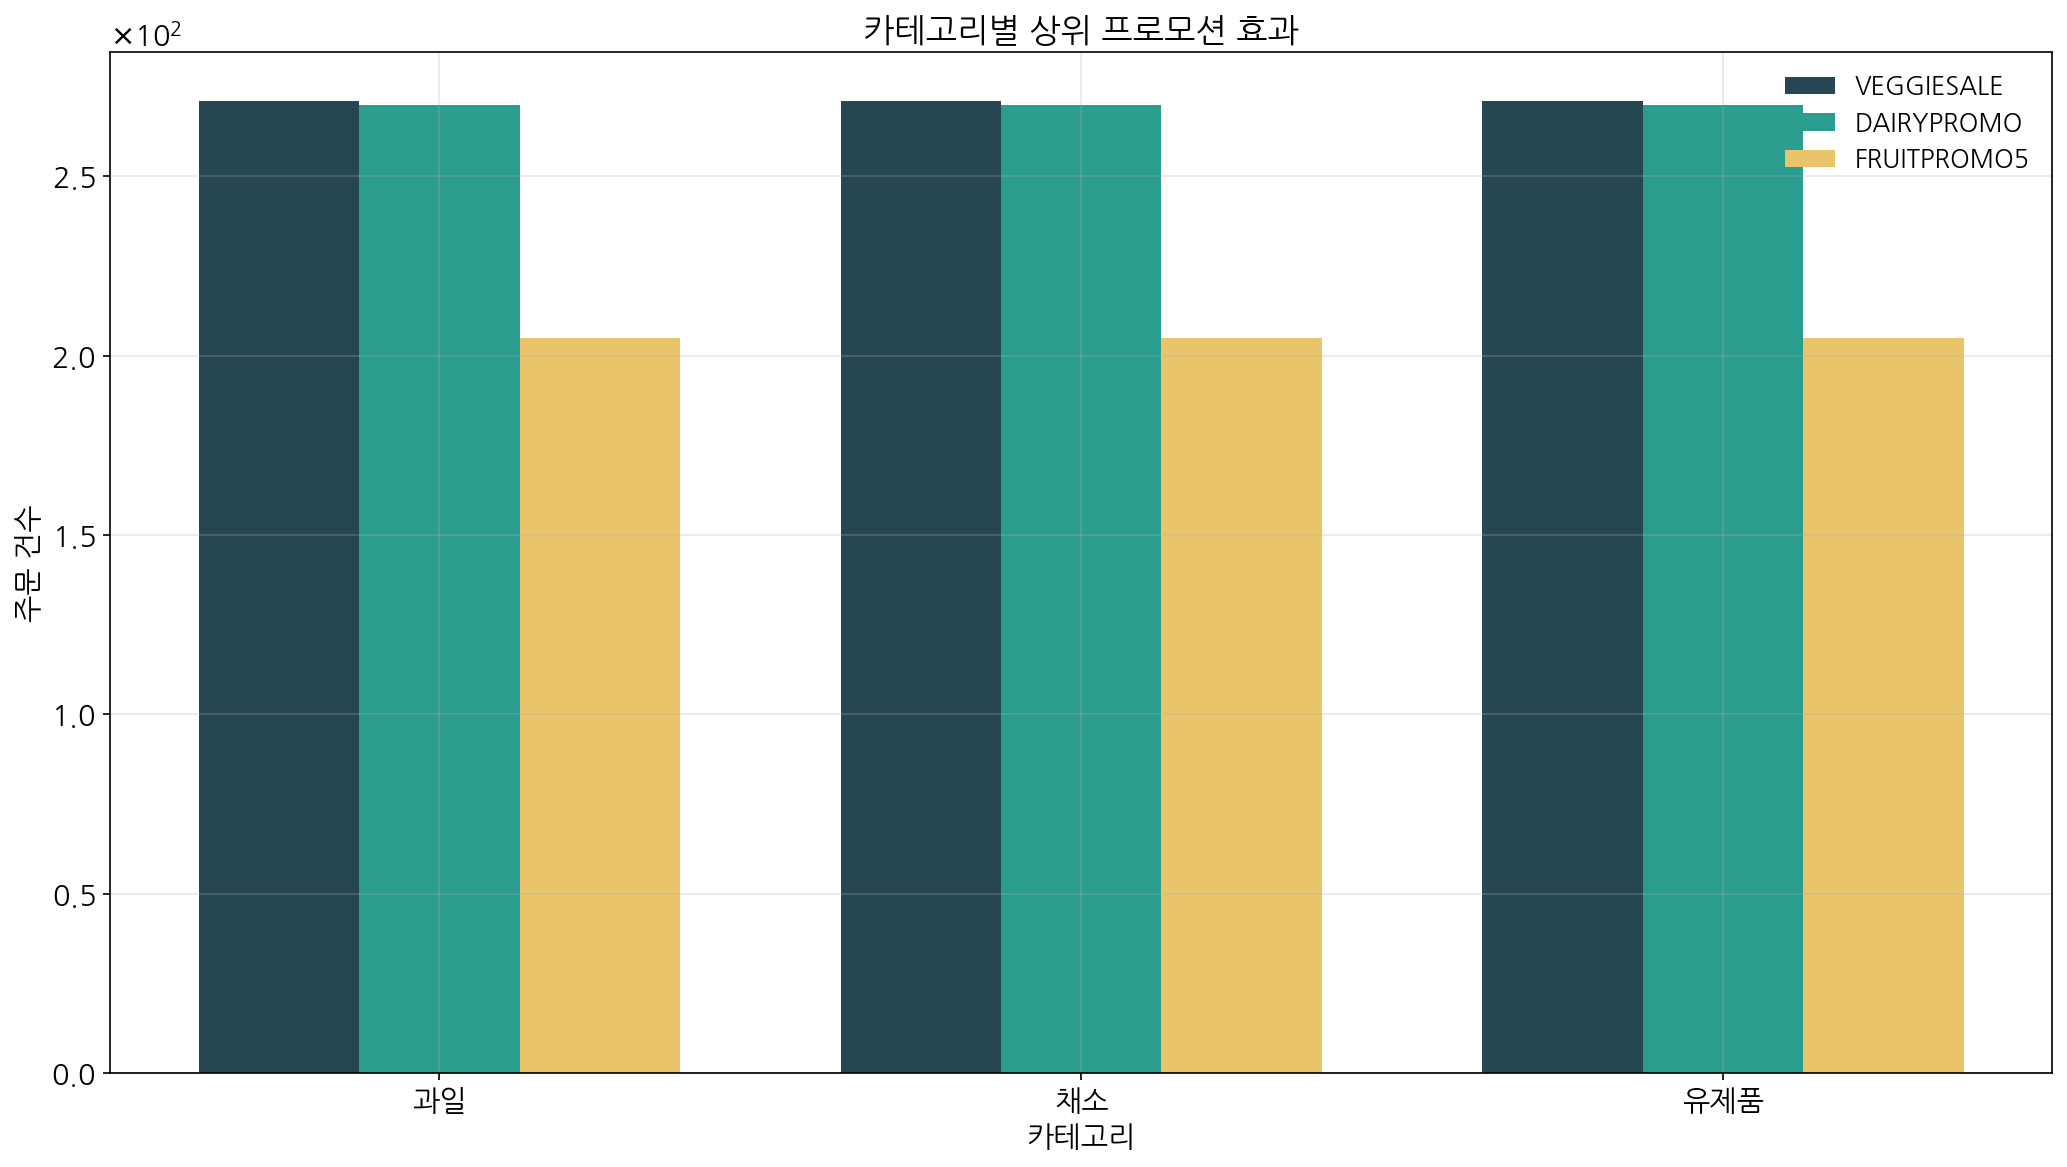 카테고리별 상위 프로모션 효과
×10²
VEGGIESALE
DAIRYPROMO
FRUITPROMO5
2.5
2.0
1.5
1.0
0.5
0.0
주문 건수
과일
채소
유제품
카테고리